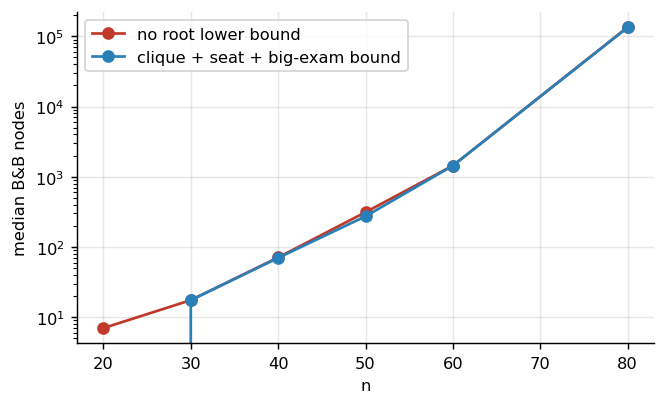 no root lower bound
clique + seat + big-exam bound
median B&B nodes
10⁵
10⁴
10³
10²
10¹
20 30 40 50 60 70 80
n